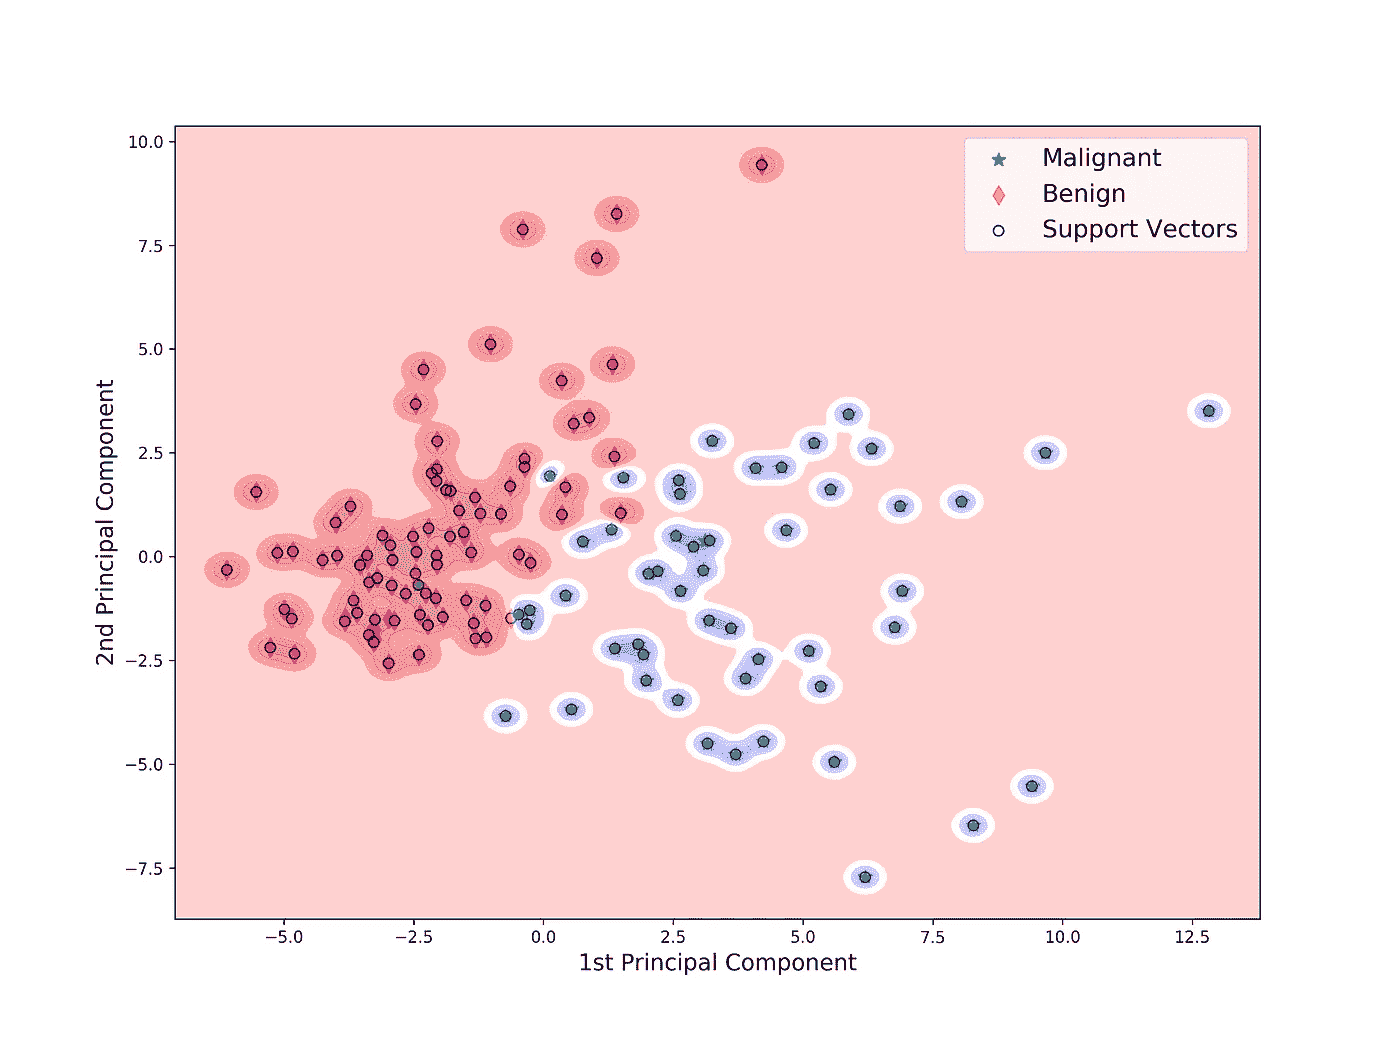 Malignant
Benign
Support Vectors
10.0
7.5
5.0
2.5
0.0
−2.5
−5.0
−7.5
2nd Principal Component
−5.0 −2.5 0.0 2.5 5.0 7.5 10.0 12.5
1st Principal Component